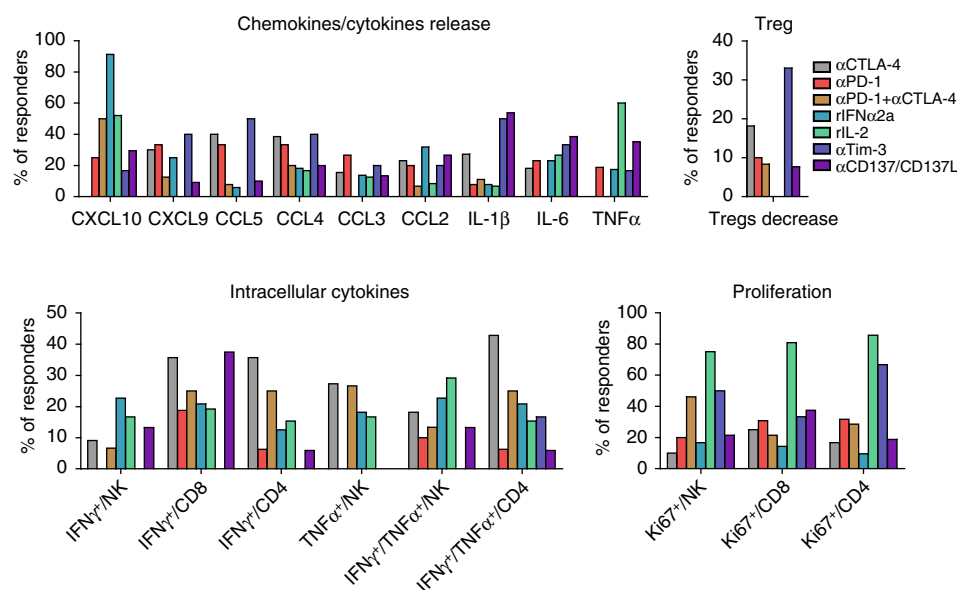 Chemokines/cytokines release
% of responders
100
80
60
40
20
0
CXCL10 CXCL9 CCL5 CCL4 CCL3 CCL2 IL-1β IL-6 TNFα
Treg
% of responders
40
30
20
10
0
Tregs decrease
αCTLA-4
αPD-1
αPD-1+αCTLA-4
rIFNα2a
rIL-2
αTim-3
αCD137/CD137L
Intracellular cytokines
% of responders
50
40
30
20
10
0
IFNγ⁺/NK
IFNγ⁺/CD8
IFNγ⁺/CD4
TNFα⁺/NK
IFNγ⁺/TNFα⁺/NK
IFNγ⁺/TNFα⁺/CD4
Proliferation
% of responders
100
80
60
40
20
0
Ki67⁺/NK
Ki67⁺/CD8
Ki67⁺/CD4